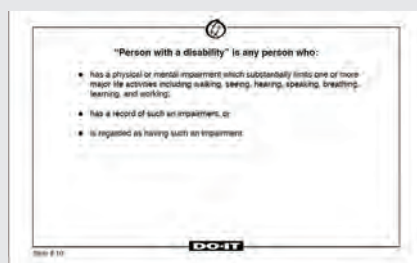 "Person with a disability" is any person who:
• has a physical or mental impairment which substantially limits one or more
major life activities including walking, seeing, hearing, speaking, breathing,
learning, and working;
• has a record of such an impairment, or
• is regarded as having such an impairment.
DO-IT
Slide #10